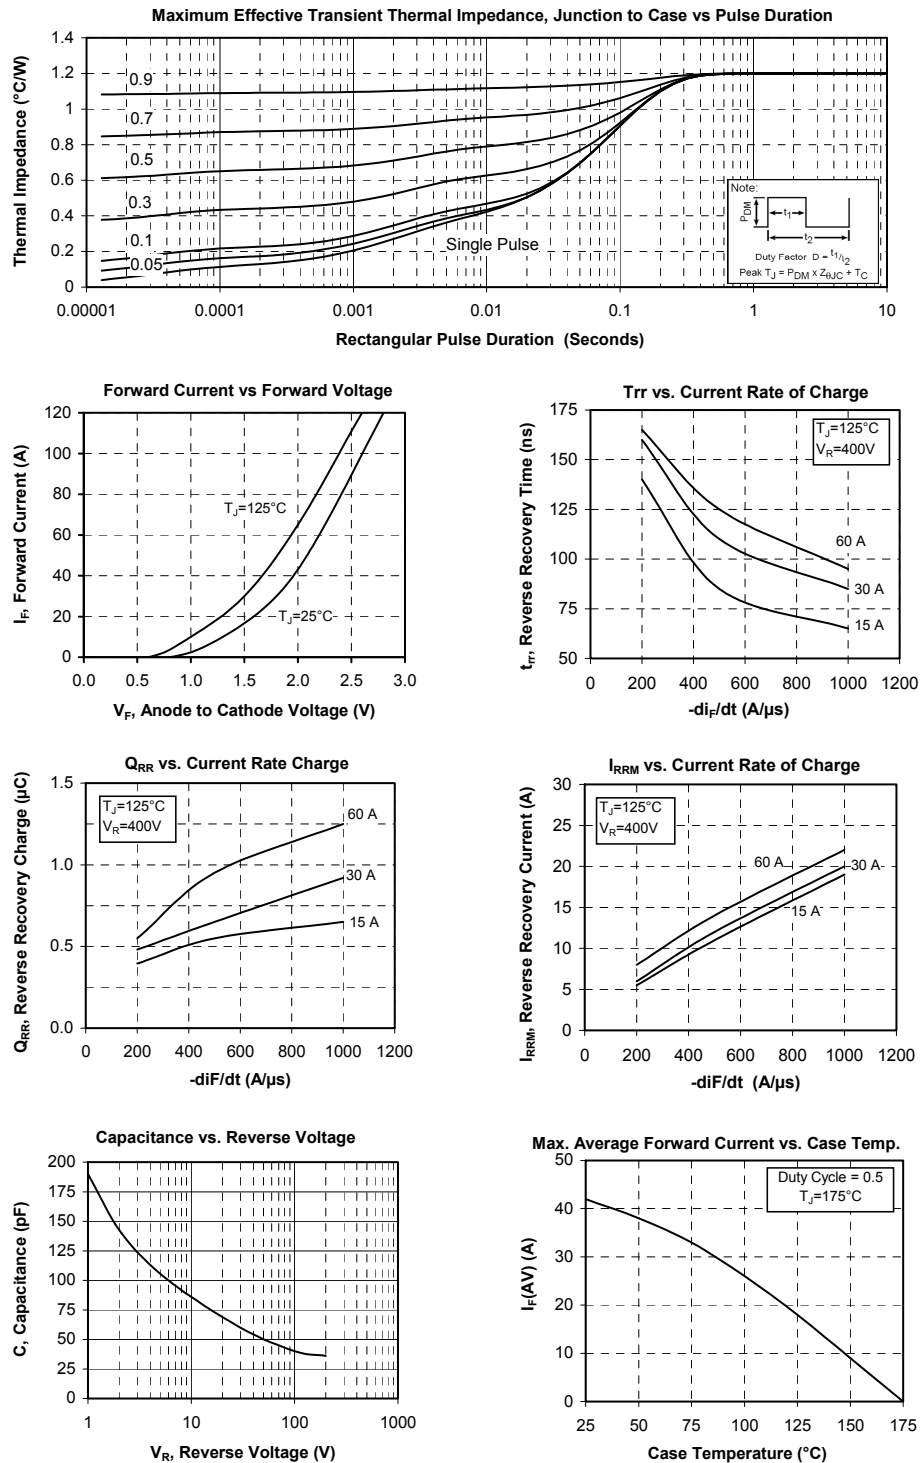 Maximum Effective Transient Thermal Impedance, Junction to Case vs Pulse Duration
Thermal Impedance (°C/W)
1.4
1.2
1
0.8
0.6
0.4
0.2
0
0.9
0.7
0.5
0.3
0.1
0.05
Single Pulse
Note:
PDM
t1
t2
Duty Factor D = t1/t2
Peak TJ = PDM x ZθJC + TC
0.00001 0.0001 0.001 0.01 0.1 1 10
Rectangular Pulse Duration (Seconds)
Forward Current vs Forward Voltage
IF, Forward Current (A)
120
100
80
60
40
20
0
TJ=125°C
TJ=25°C
0.0 0.5 1.0 1.5 2.0 2.5 3.0
VF, Anode to Cathode Voltage (V)
Trr vs. Current Rate of Charge
trr, Reverse Recovery Time (ns)
175
150
125
100
75
50
TJ=125°C
VR=400V
60 A
30 A
15 A
0 200 400 600 800 1000 1200
-diF/dt (A/µs)
QRR vs. Current Rate Charge
QRR, Reverse Recovery Charge (µC)
1.5
1.0
0.5
0.0
TJ=125°C
VR=400V
60 A
30 A
15 A
0 200 400 600 800 1000 1200
-diF/dt (A/µs)
IRRM vs. Current Rate of Charge
IRRM, Reverse Recovery Current (A)
30
25
20
15
10
5
0
TJ=125°C
VR=400V
60 A
30 A
15 A
0 200 400 600 800 1000 1200
-diF/dt (A/µs)
Capacitance vs. Reverse Voltage
C, Capacitance (pF)
200
175
150
125
100
75
50
25
0
1 10 100 1000
VR, Reverse Voltage (V)
Max. Average Forward Current vs. Case Temp.
IF(AV) (A)
50
40
30
20
10
0
Duty Cycle = 0.5
TJ=175°C
25 50 75 100 125 150 175
Case Temperature (°C)